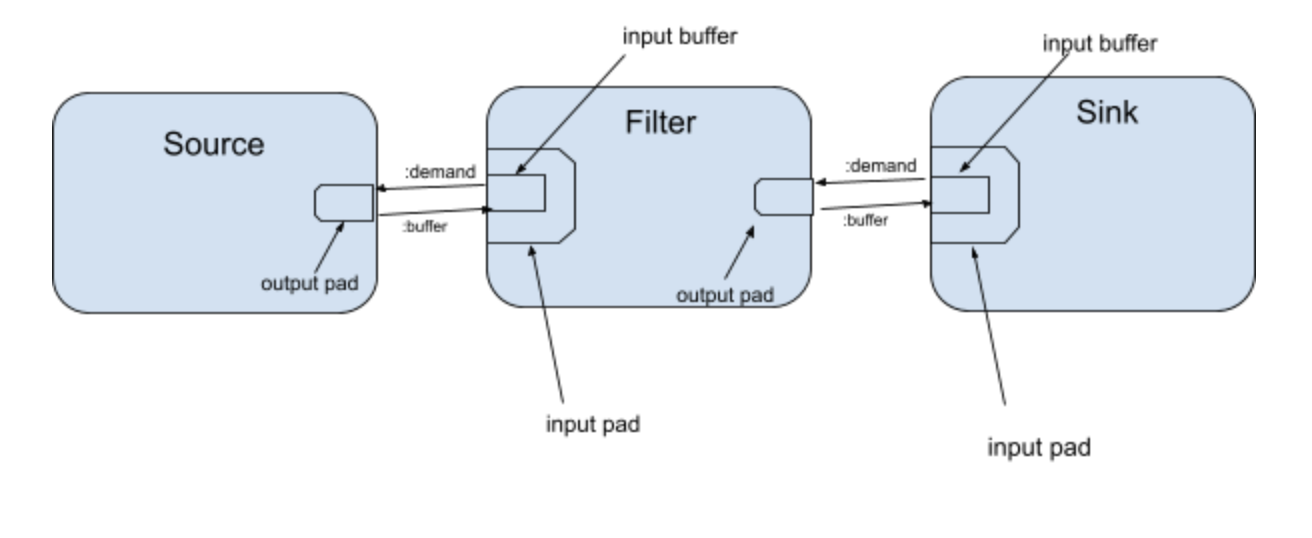 input buffer
input buffer
Source
Filter
Sink
:demand
:demand
:buffer
:buffer
output pad
output pad
input pad
input pad